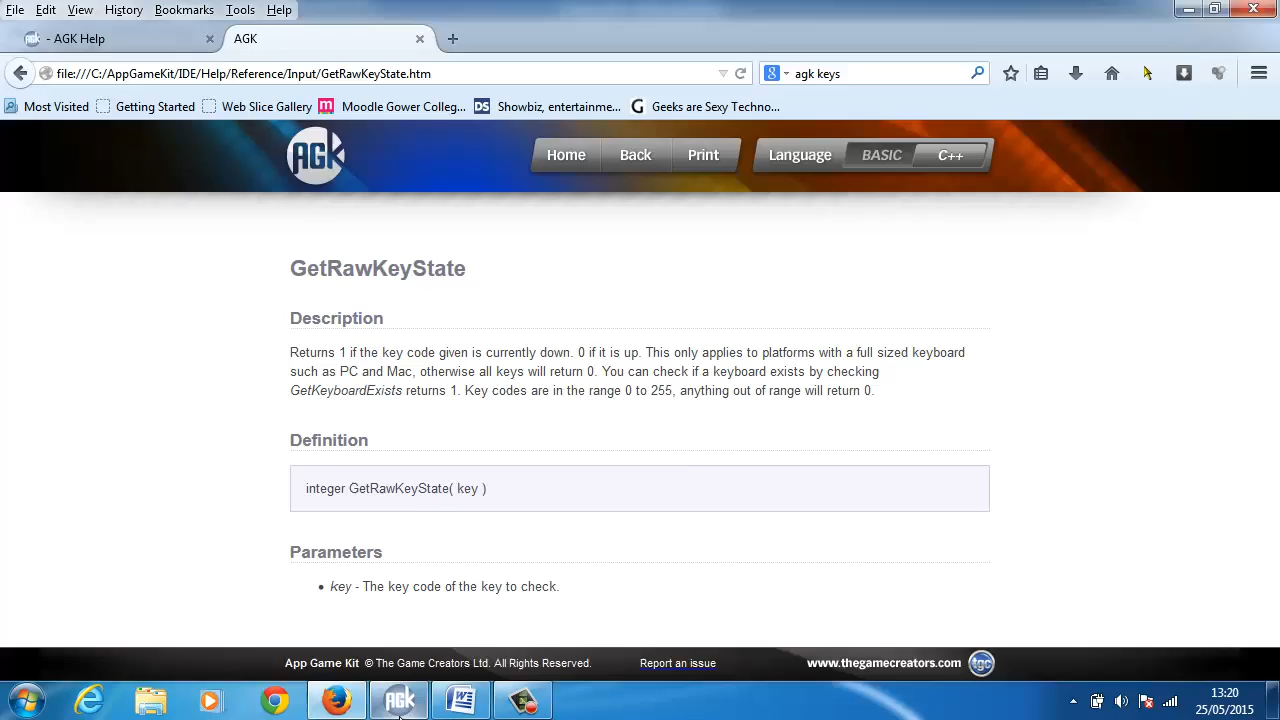 File Edit View History Bookmarks Tools Help
- AGK Help
AGK
file:///C:/AppGameKit/IDE/Help/Reference/Input/GetRawKeyState.htm
agk keys
Most Visited Getting Started Web Slice Gallery Moodle Gower Colleg... DS Showbiz, entertainme... G Geeks are Sexy Techno...
AGK
Home Back Print Language BASIC C++
GetRawKeyState
Description
Returns 1 if the key code given is currently down. 0 if it is up. This only applies to platforms with a full sized keyboard
such as PC and Mac, otherwise all keys will return 0. You can check if a keyboard exists by checking
GetKeyboardExists returns 1. Key codes are in the range 0 to 255, anything out of range will return 0.
Definition
integer GetRawKeyState( key )
Parameters
• key - The key code of the key to check.
App Game Kit © The Game Creators Ltd. All Rights Reserved. Report an issue www.thegamecreators.com tgc
AGK
13:20
25/05/2015